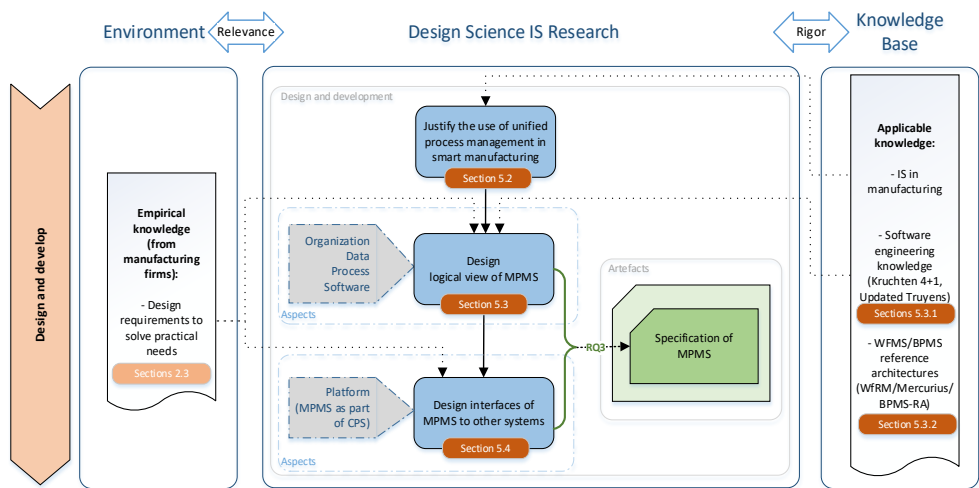 Environment
Relevance
Design Science IS Research
Rigor
Knowledge
Base
Design and develop
Empirical
knowledge
(from
manufacturing
firms):
- Design
requirements to
solve practical
needs
Sections 2.3
Design and development
Justify the use of unified
process management in
smart manufacturing
Section 5.2
Organization
Data
Process
Software
Aspects
Design
logical view of MPMS
Section 5.3
Platform
(MPMS as part
of CPS)
Aspects
Design interfaces of
MPMS to other systems
Section 5.4
RQ3
Artefacts
Specification of
MPMS
Applicable
knowledge:
- IS in
manufacturing
- Software
engineering
knowledge
(Kruchten 4+1,
Updated Truyens)
Sections 5.3.1
- WFMS/BPMS
reference
architectures
(WfRM/Mercurius/
BPMS-RA)
Section 5.3.2